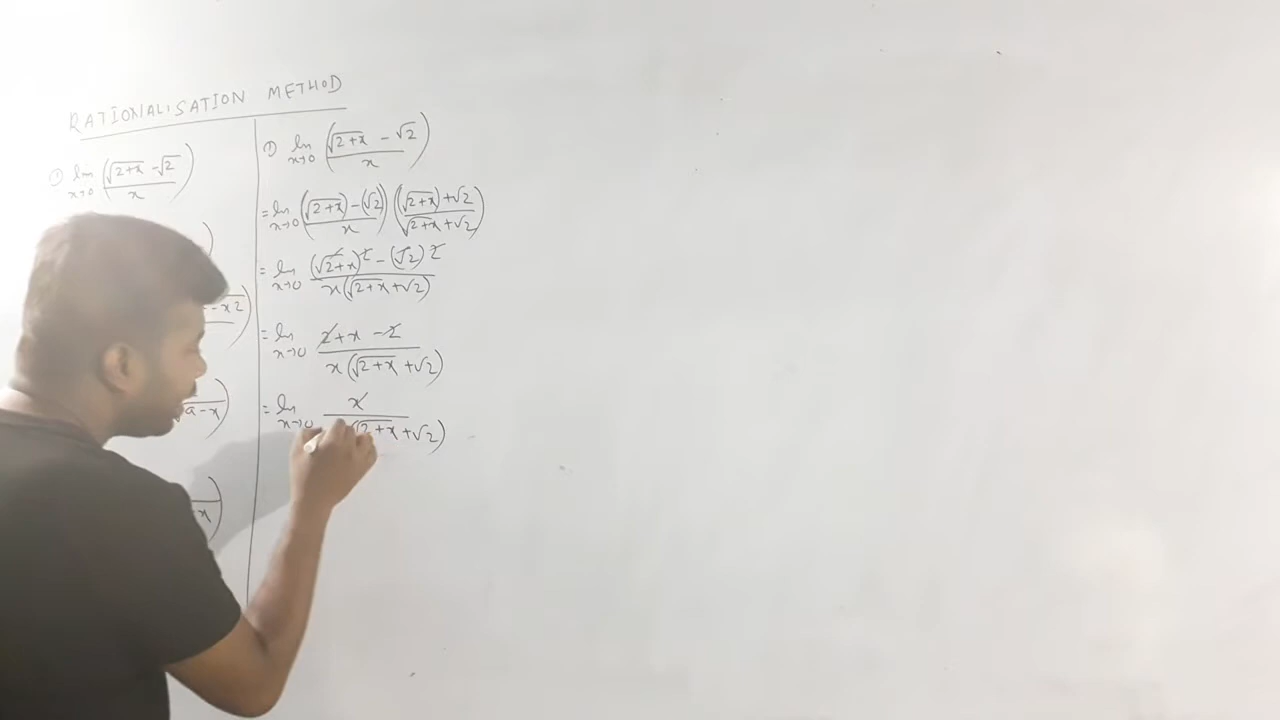 RATIONALISATION METHOD
① lim x→0 (√(2+x) - √2 / x)
- x2)
√a-x)
-x)
① lim x→0 (√(2+x) - √2 / x)
= lim x→0 ((√(2+x)) - (√2) / x) ((√(2+x)) + √2 / √(2+x) + √2)
= lim x→0 (√(2+x))² - (√2)² / x(√(2+x) + √2)
= lim x→0 2+x - 2 / x(√(2+x) + √2)
= lim x→0 x / (√(2+x) + √2)